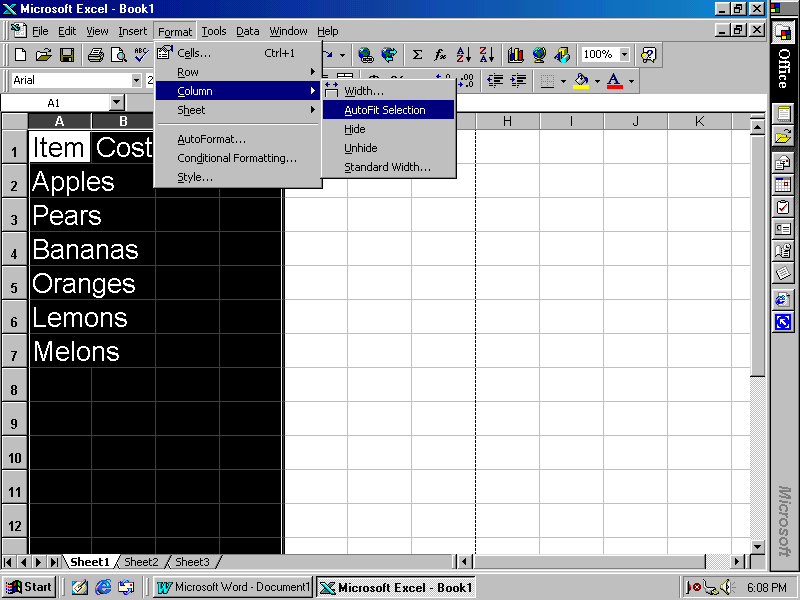 Microsoft Excel - Book1
File Edit View Insert Format Tools Data Window Help
100%
Arial
2
A1
Cells... Ctrl+1
Row
Column
Sheet
AutoFormat...
Conditional Formatting...
Style...
Width...
AutoFit Selection
Hide
Unhide
Standard Width...
A B H I J K
1 Item Cost
2 Apples
3 Pears
4 Bananas
5 Oranges
6 Lemons
7 Melons
8
9
10
11
12
Sheet1 Sheet2 Sheet3
Office
Microsoft
Start Microsoft Word - Document1 Microsoft Excel - Book1 6:08 PM